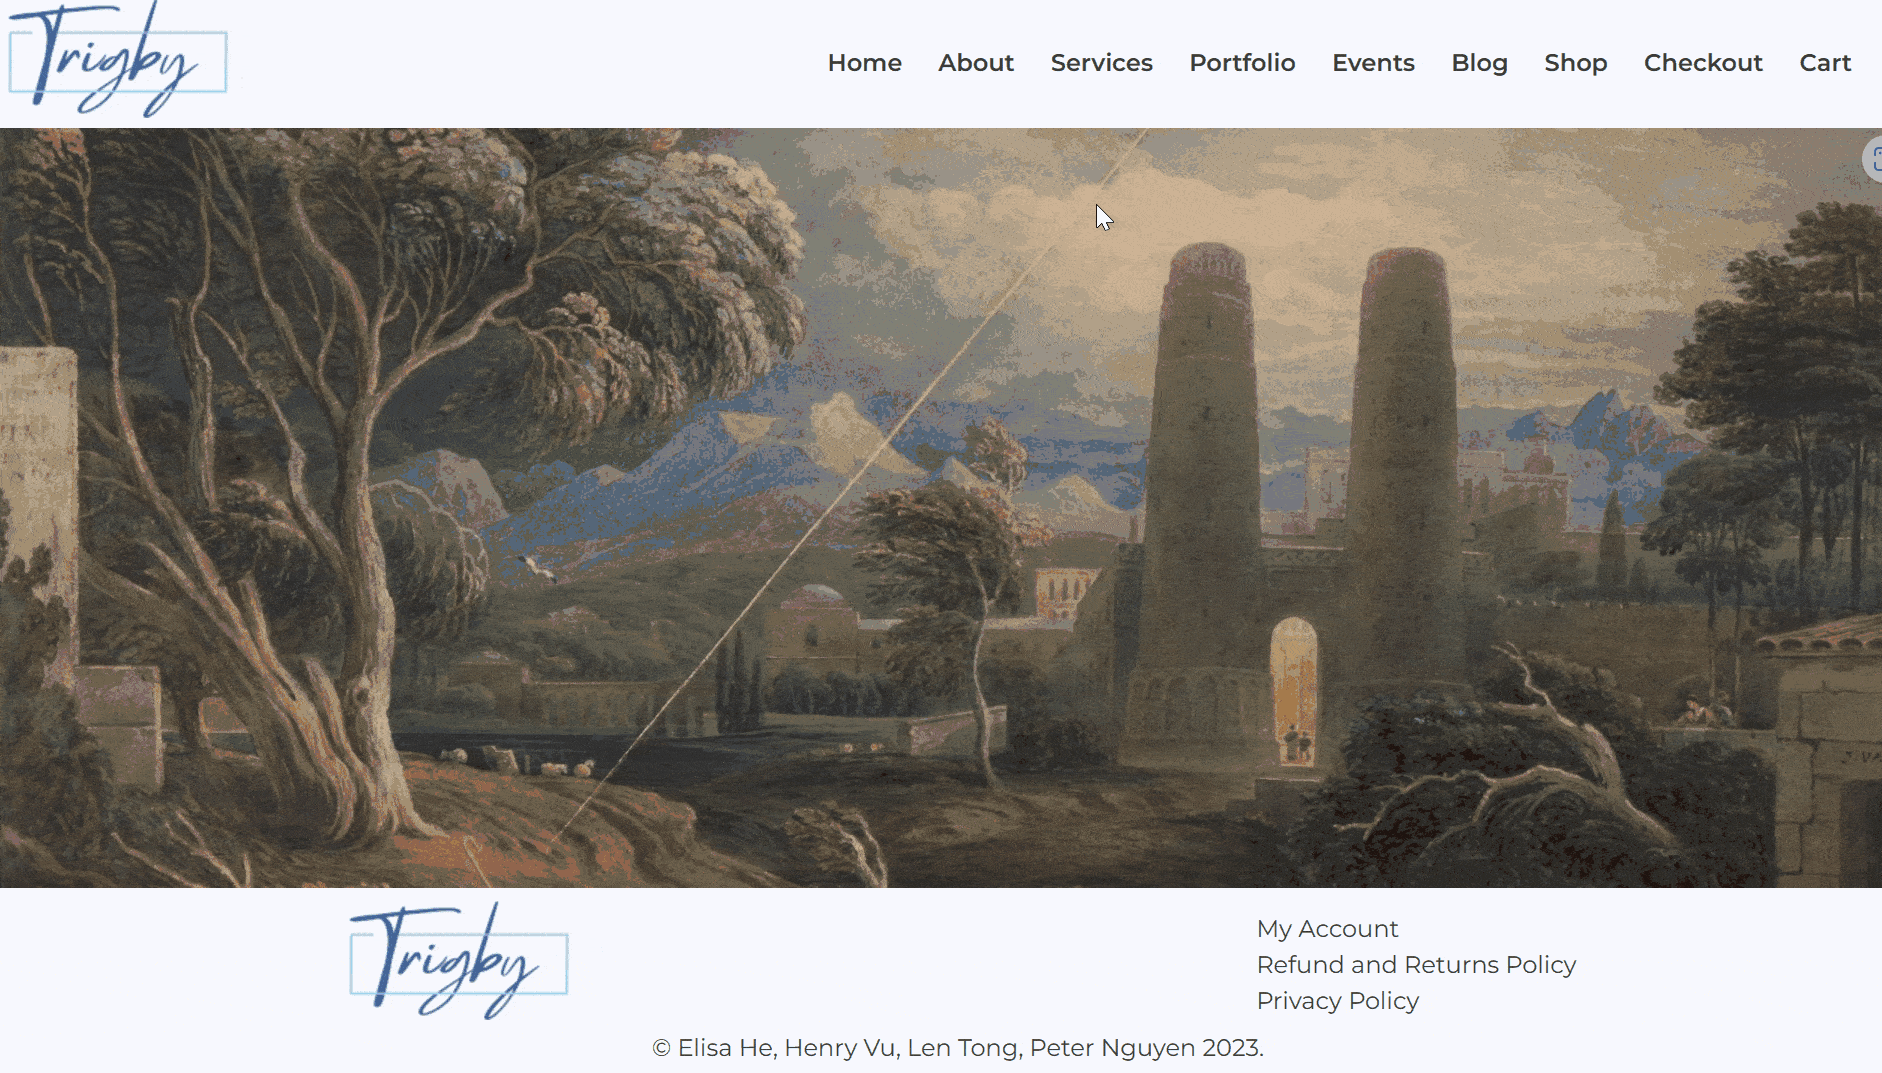 Trigby
Home About Services Portfolio Events Blog Shop Checkout Cart
Trigby
My Account
Refund and Returns Policy
Privacy Policy
© Elisa He, Henry Vu, Len Tong, Peter Nguyen 2023.